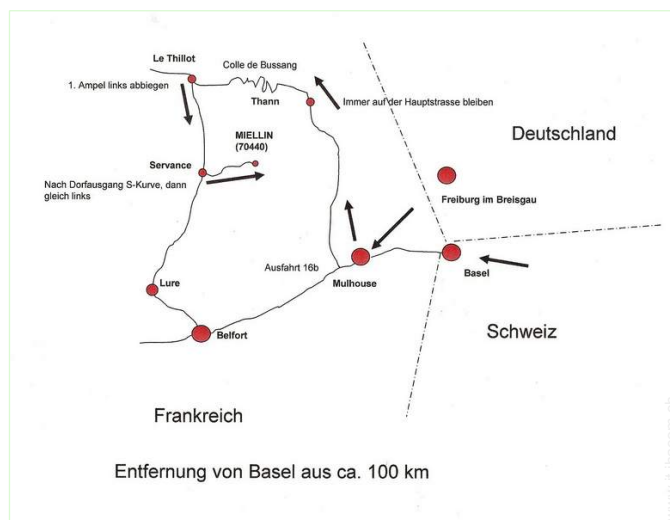 Le Thillot
Colle de Bussang
1. Ampel links abbiegen
Thann
Immer auf der Hauptstrasse bleiben
Deutschland
MIELLIN
(70440)
Servance
Nach Dorfausgang S-Kurve, dann
gleich links
Freiburg im Breisgau
Ausfahrt 16b
Lure
Mulhouse
Basel
Belfort
Schweiz
Frankreich
Entfernung von Basel aus ca. 100 km